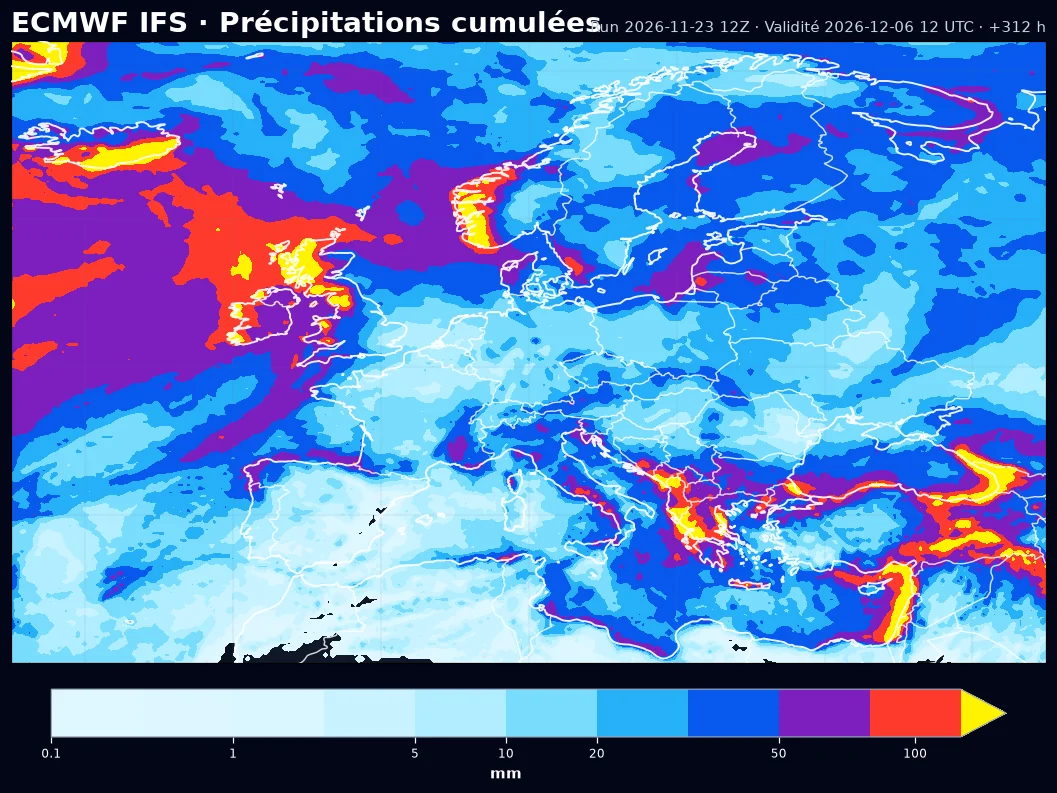 ECMWF IFS · Précipitations cumulées
Run 2026-11-23 12Z · Validité 2026-12-06 12 UTC · +312 h
0.1 1 5 10 20 50 100
mm